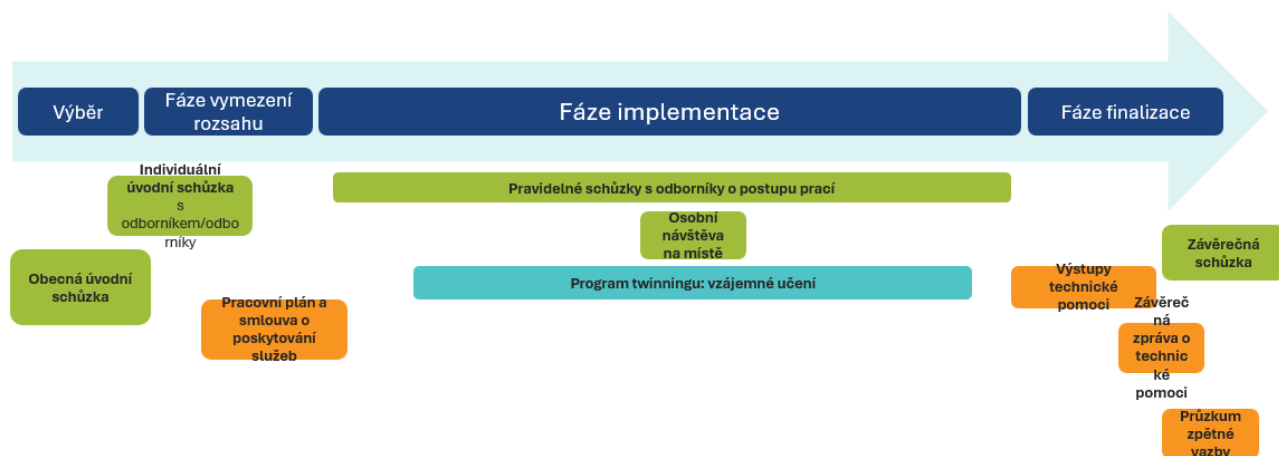 Výběr
Fáze vymezení
rozsahu
Fáze implementace
Fáze finalizace
Individuální
úvodní schůzka
s
odborníkem/odbo
rníky
Pravidelné schůzky s odborníky o postupu prací
Osobní
návštěva
na místě
Závěrečná
schůzka
Obecná úvodní
schůzka
Program twinningu: vzájemné učení
Výstupy
technické
pomoci
Pracovní plán a
smlouva o
poskytování
služeb
Závěreč
ná
zpráva o
technic
ké
pomoci
Průzkum
zpětné
vazby